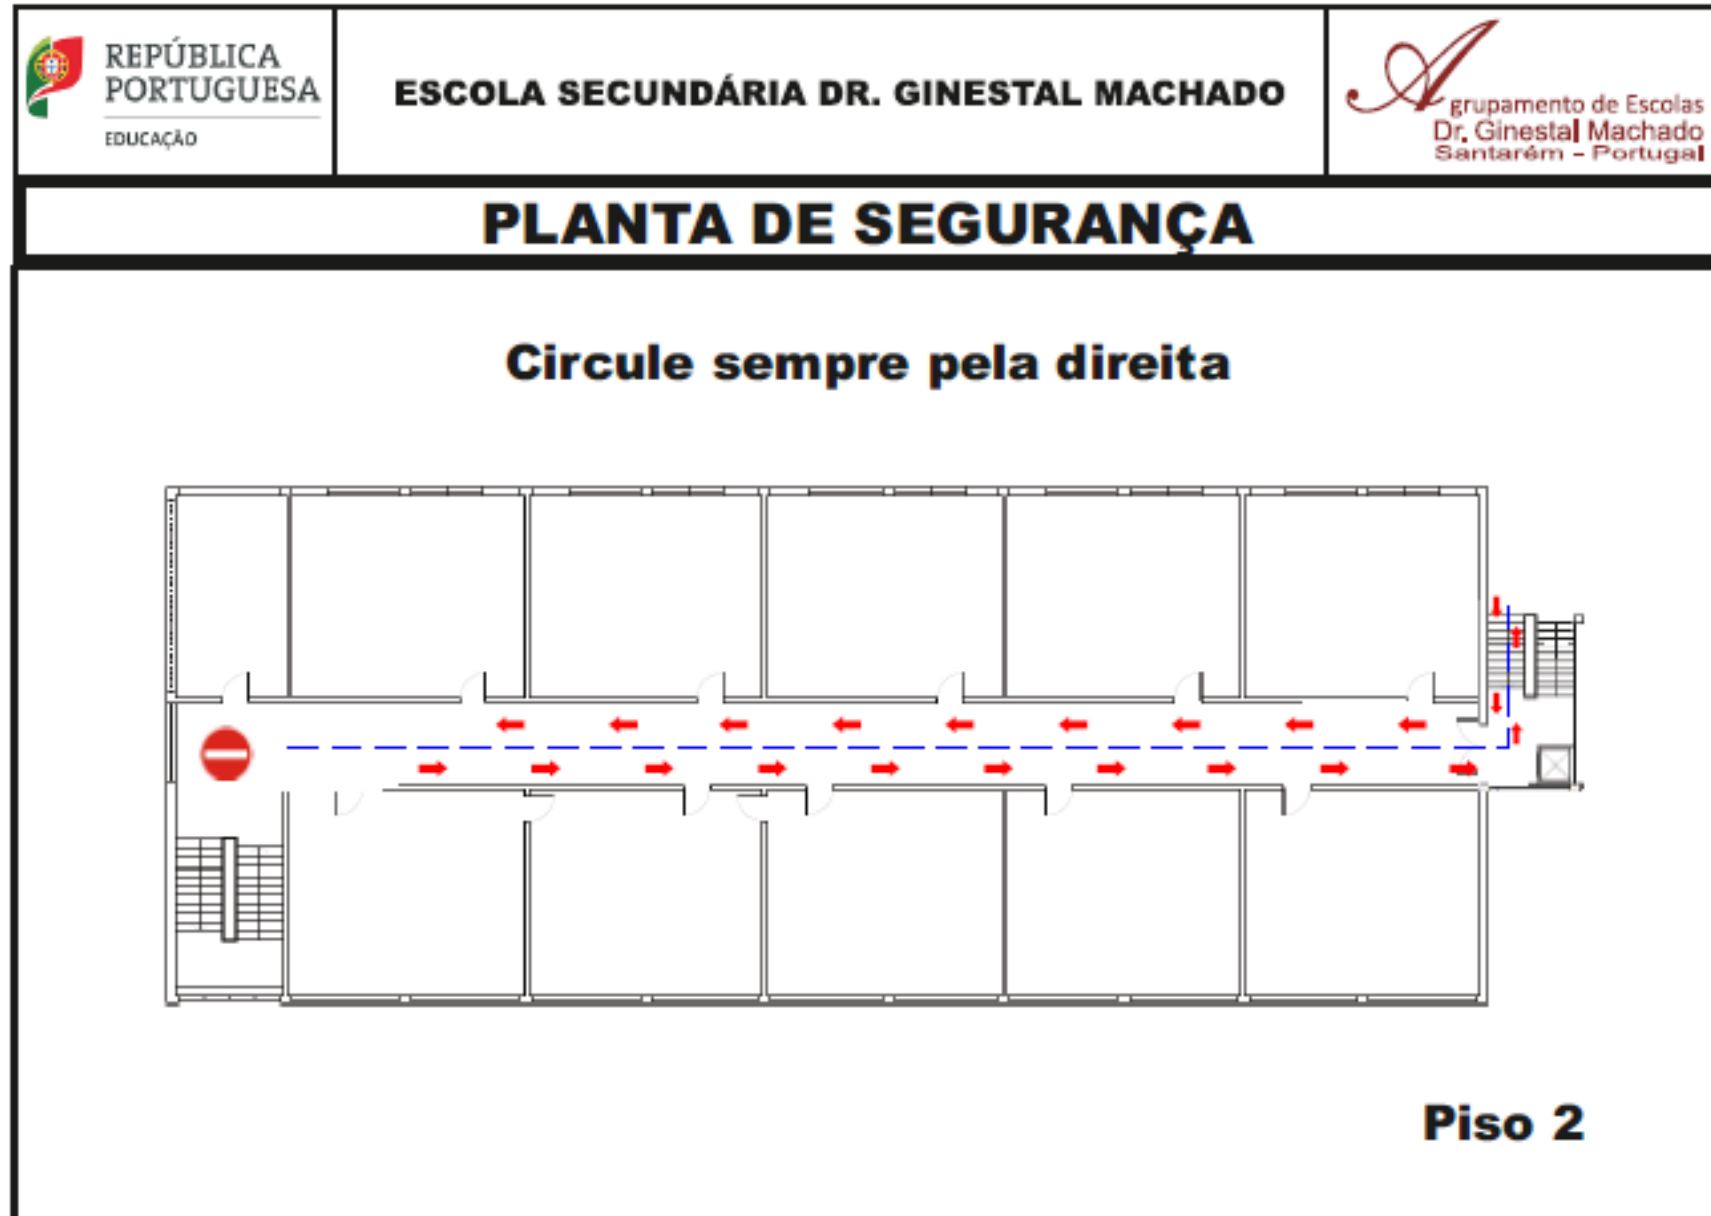 REPÚBLICA
PORTUGUESA
EDUCAÇÃO
ESCOLA SECUNDÁRIA DR. GINESTAL MACHADO
Agrupamento de Escolas
Dr. Ginestal Machado
Santarém - Portugal
PLANTA DE SEGURANÇA
Circule sempre pela direita
Piso 2